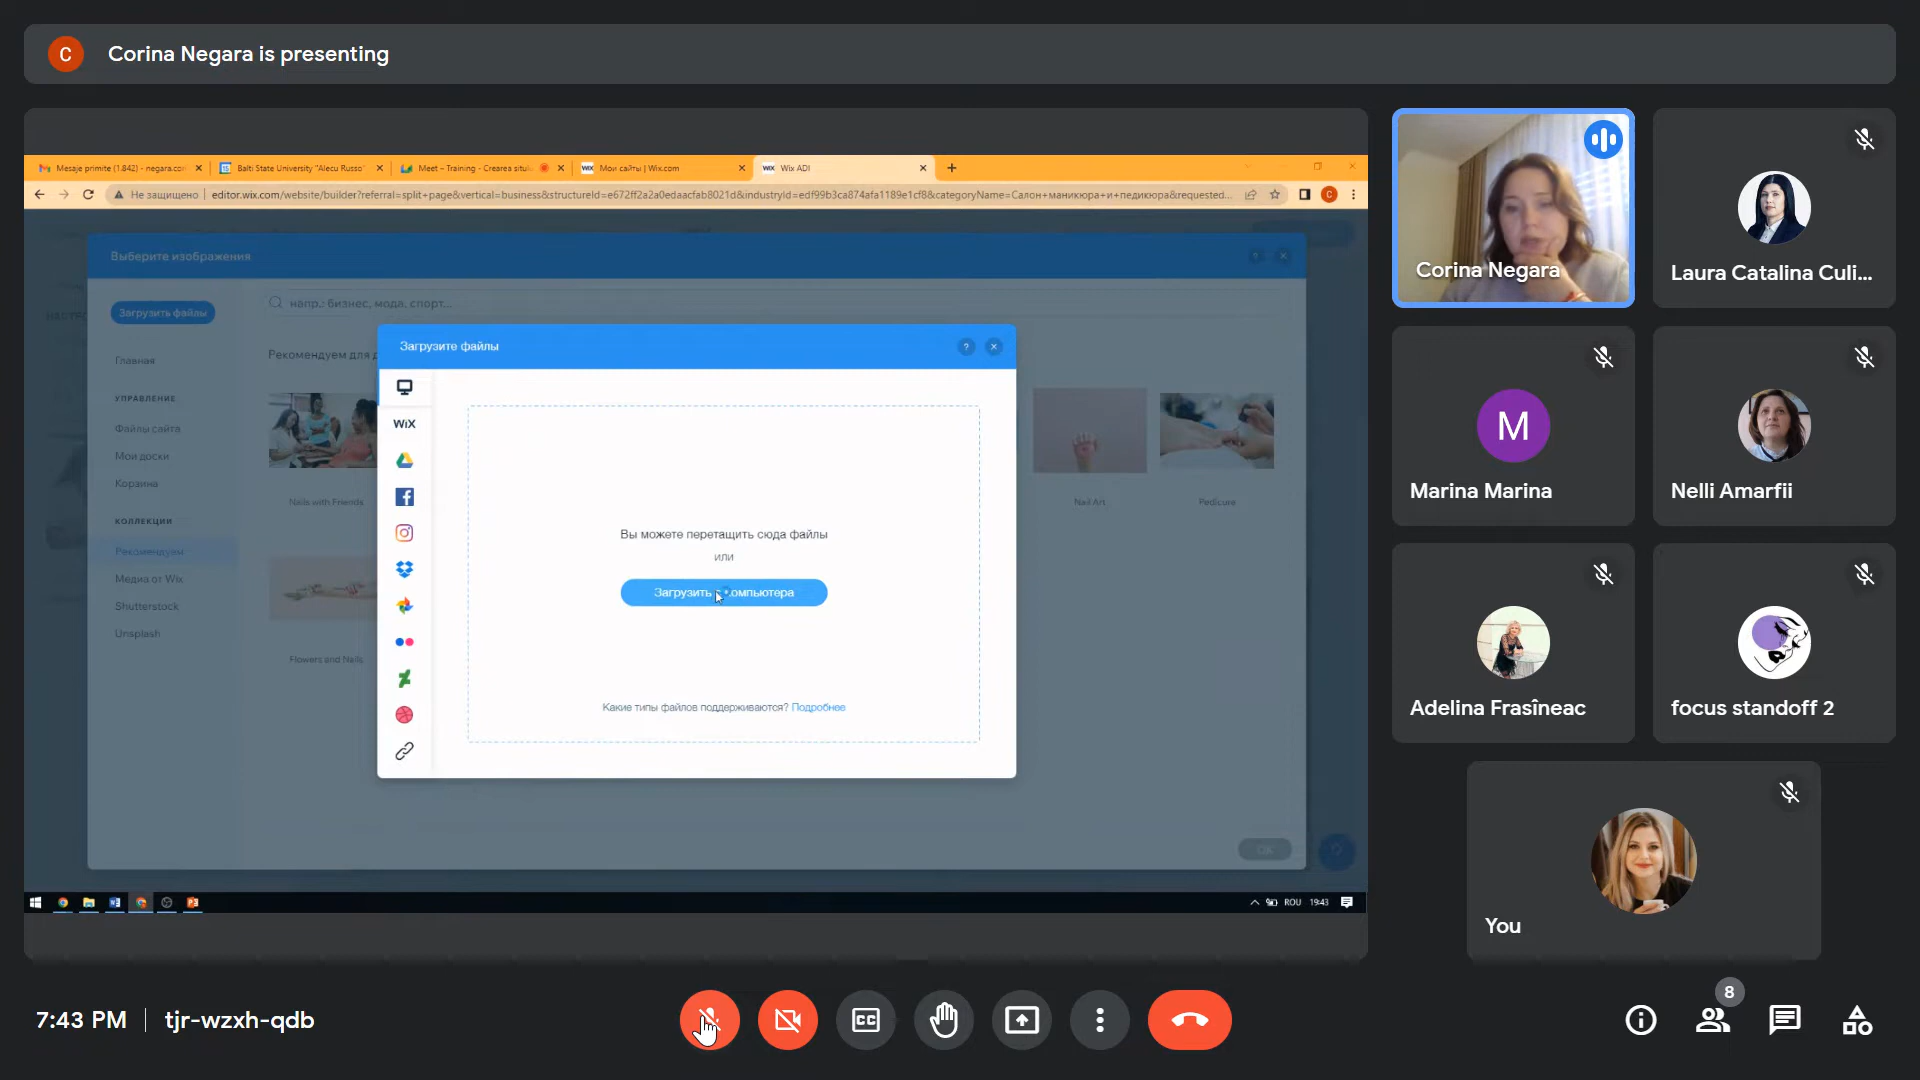 C
Corina Negara is presenting
Mesaje primite (1.842) - negara.cori
Balti State University "Alecu Russo"
Meet – Training - Crearea situlu
WIX Мои сайты | Wix.com
WIX Wix ADI
Не защищено
editor.wix.com/website/builder?referral=split+page&vertical=business&structureId=e672ff2a2a0edaacfab8021d&industryId=edf99b3ca874afa1189e1cf8&categoryName=Салон+маникюра+и+педикюра&requested...
C
Выберите изображения
?
Загрузить файлы
напр.: бизнес, мода, спорт...
Главная
Рекомендуем для
УПРАВЛЕНИЕ
Файлы сайта
Мои доски
Корзина
КОЛЛЕКЦИИ
Рекомендуем
Медиа от Wix
Shutterstock
Unsplash
Nails with Friends
Nail Art
Pedicure
Flowers and Nails
OK
Загрузите файлы
?
WiX
Вы можете перетащить сюда файлы
или
Загрузить компьютера
Какие типы файлов поддерживаются? Подробнее
ROU
19:43
Corina Negara
Laura Catalina Culi...
M
Marina Marina
Nelli Amarfii
Adelina Frasîneac
focus standoff 2
You
7:43 PM
tjr-wzxh-qdb
CC
8